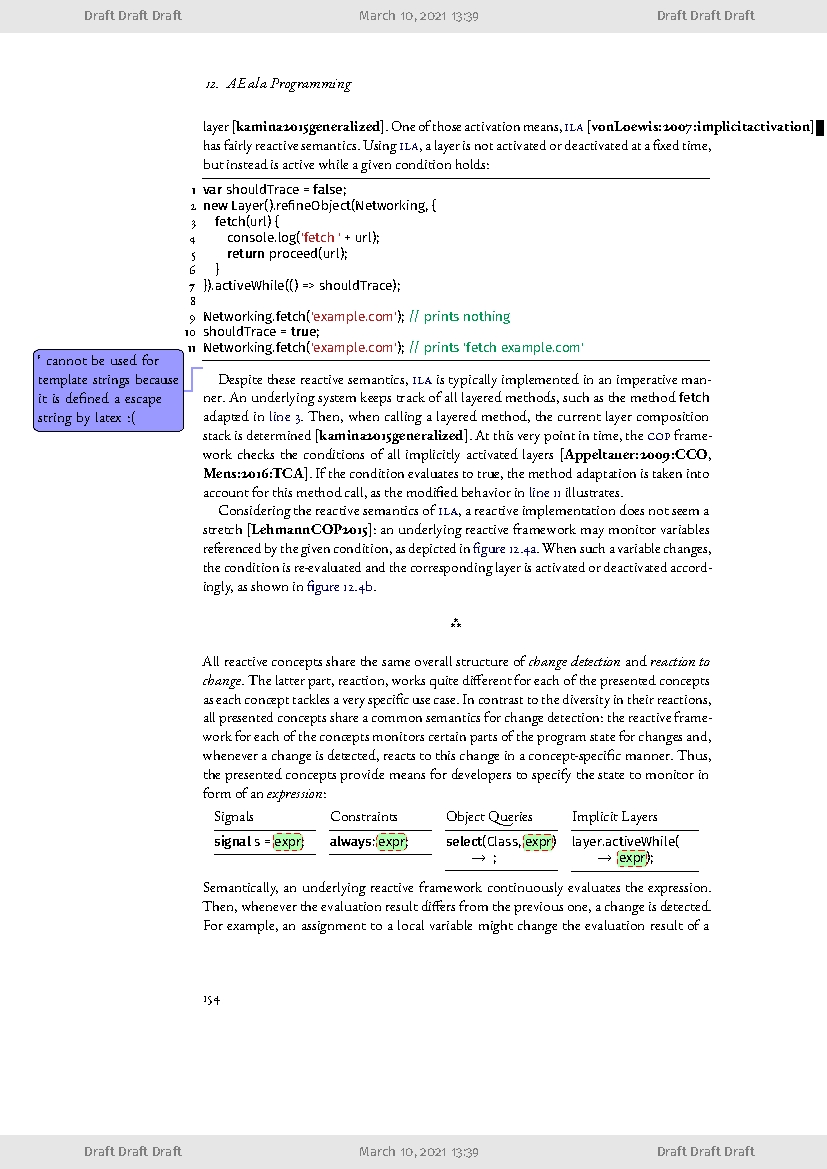 Draft Draft Draft March 10, 2021 13:39 Draft Draft Draft
12. AEala Programming
layer [kamina2015generalized]. One of those activation means, ILA [vonLoewis:2007:implicitactivation]
has fairly reactive semantics. Using ILA, a layer is not activated or deactivated at a fixed time,
but instead is active while a given condition holds:
1 var shouldTrace = false;
2 new Layer().refineObject(Networking, {
3 fetch(url) {
4 console.log('fetch ' + url);
5 return proceed(url);
6 }
7 }).activeWhile(() => shouldTrace);
8
9 Networking.fetch('example.com'); // prints nothing
10 shouldTrace = true;
11 Networking.fetch('example.com'); // prints 'fetch example.com'
' cannot be used for
template strings because
it is defined a escape
string by latex :(
Despite these reactive semantics, ILA is typically implemented in an imperative man-
ner. An underlying system keeps track of all layered methods, such as the method fetch
adapted in line 3. Then, when calling a layered method, the current layer composition
stack is determined [kamina2015generalized]. At this very point in time, the COP frame-
work checks the conditions of all implicitly activated layers [Appeltauer:2009:CCO,
Mens:2016:TCA]. If the condition evaluates to true, the method adaptation is taken into
account for this method call, as the modified behavior in line 11 illustrates.
Considering the reactive semantics of ILA, a reactive implementation does not seem a
stretch [LehmannCOP2015]: an underlying reactive framework may monitor variables
referenced by the given condition, as depicted in figure 12.4a. When such a variable changes,
the condition is re-evaluated and the corresponding layer is activated or deactivated accord-
ingly, as shown in figure 12.4b.
⁂
All reactive concepts share the same overall structure of change detection and reaction to
change. The latter part, reaction, works quite different for each of the presented concepts
as each concept tackles a very specific use case. In contrast to the diversity in their reactions,
all presented concepts share a common semantics for change detection: the reactive frame-
work for each of the concepts monitors certain parts of the program state for changes and,
whenever a change is detected, reacts to this change in a concept-specific manner. Thus,
the presented concepts provide means for developers to specify the state to monitor in
form of an expression:
Signals Constraints Object Queries Implicit Layers
signal s = expr; always: expr; select(Class, expr) layer.activeWhile(
→ ; → expr);
Semantically, an underlying reactive framework continuously evaluates the expression.
Then, whenever the evaluation result differs from the previous one, a change is detected.
For example, an assignment to a local variable might change the evaluation result of a
154
Draft Draft Draft March 10, 2021 13:39 Draft Draft Draft